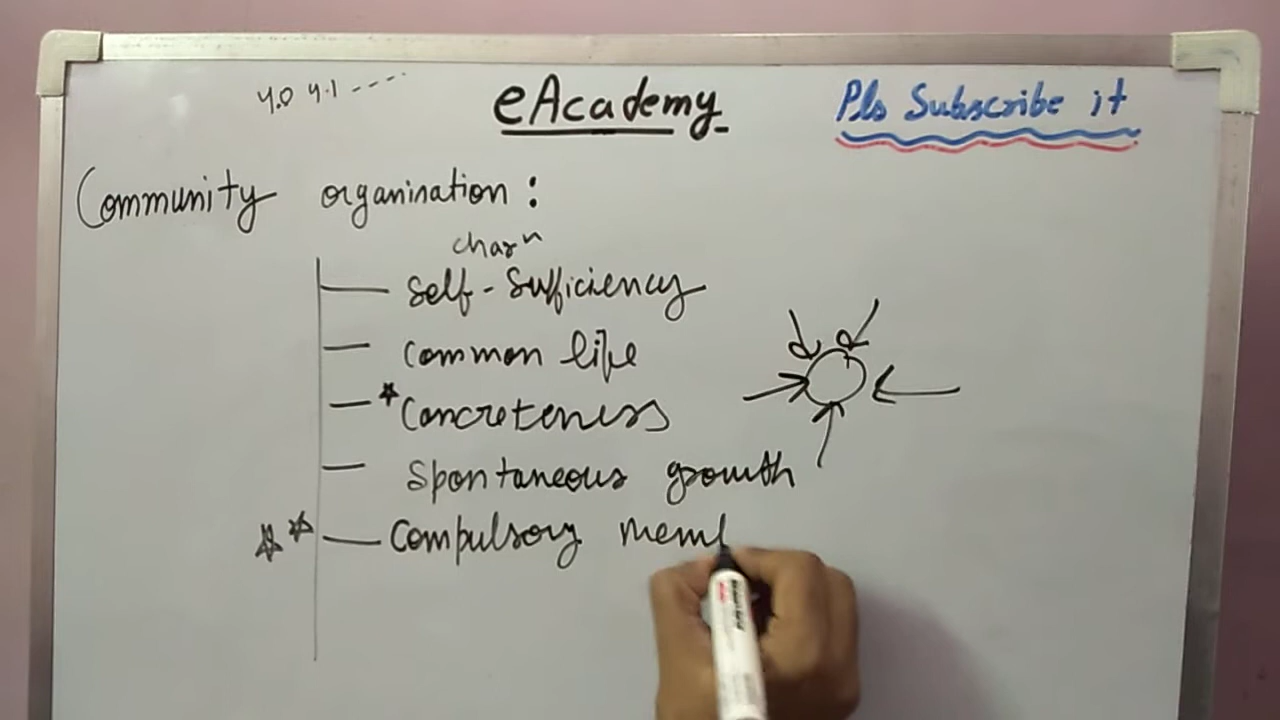 4.0 4.1 ----
eAcademy
Pls Subscribe it
Community organisation :
charn
Self-Sufficiency
Common life
Concreteness
Spontaneous growth
Compulsory memb